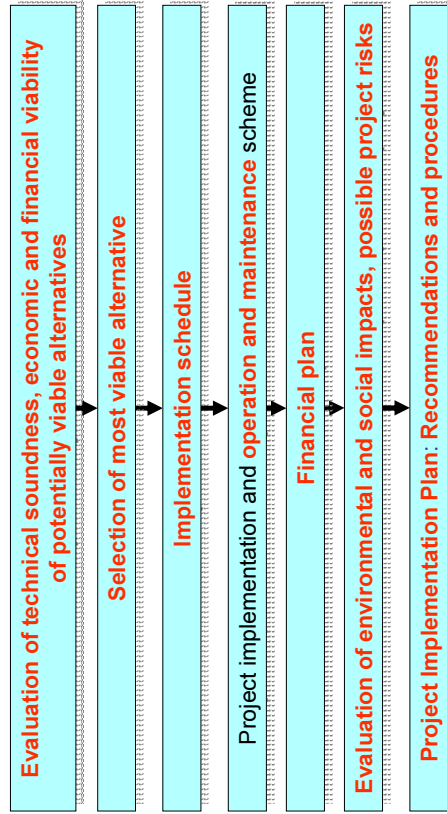 Evaluation of technical soundness, economic and financial viability
of potentially viable alternatives
Selection of most viable alternative
Implementation schedule
Project implementation and operation and maintenance scheme
Financial plan
Evaluation of environmental and social impacts, possible project risks
Project Implementation Plan: Recommendations and procedures